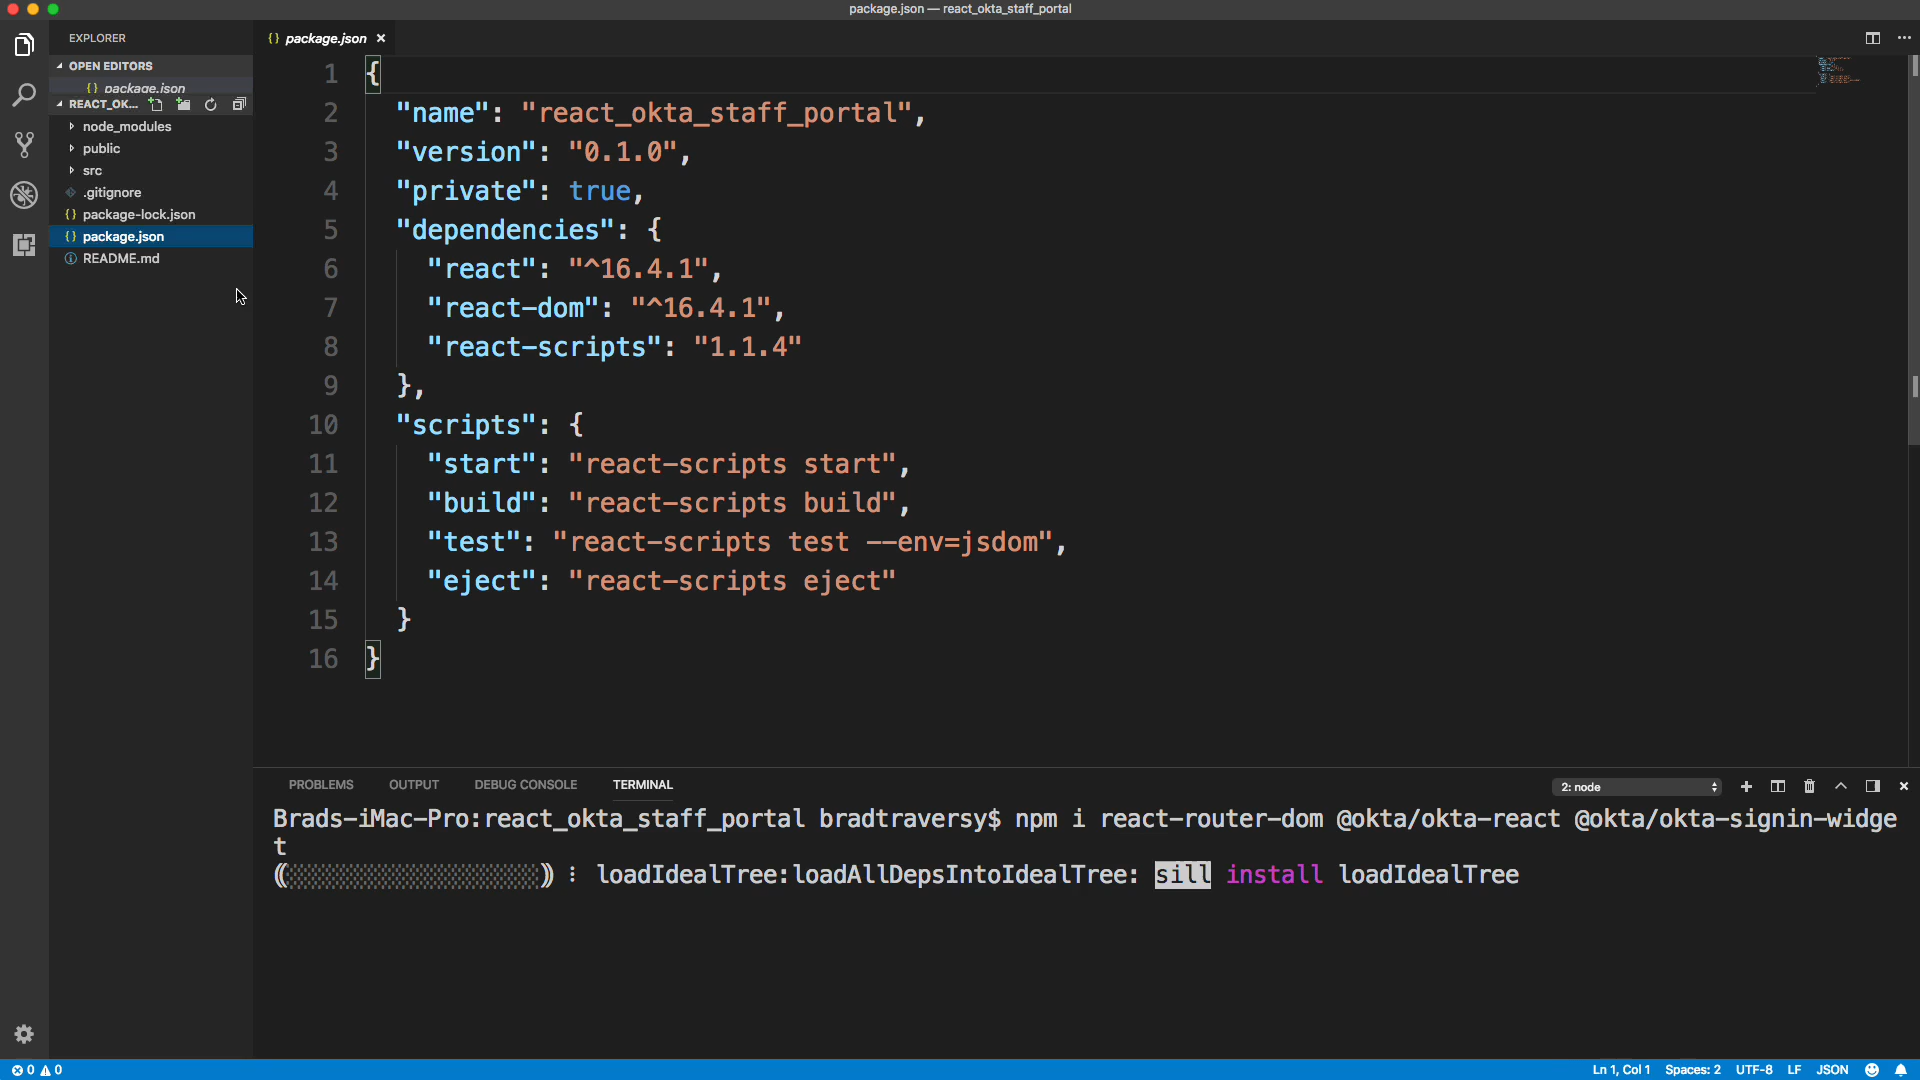 package.json — react_okta_staff_portal
EXPLORER
OPEN EDITORS
{} package.json
REACT_OK...
node_modules
public
src
.gitignore
{} package-lock.json
{} package.json
README.md
{} package.json ×
1 {
2 "name": "react_okta_staff_portal",
3 "version": "0.1.0",
4 "private": true,
5 "dependencies": {
6 "react": "^16.4.1",
7 "react-dom": "^16.4.1",
8 "react-scripts": "1.1.4"
9 },
10 "scripts": {
11 "start": "react-scripts start",
12 "build": "react-scripts build",
13 "test": "react-scripts test --env=jsdom",
14 "eject": "react-scripts eject"
15 }
16 }
PROBLEMS OUTPUT DEBUG CONSOLE TERMINAL 2: node
Brads-iMac-Pro:react_okta_staff_portal bradtraversy$ npm i react-router-dom @okta/okta-react @okta/okta-signin-widge
t
(░░░░░░░░░░░░░░░░░░) ⸽ loadIdealTree:loadAllDepsIntoIdealTree: sill install loadIdealTree
0 0 Ln 1, Col 1 Spaces: 2 UTF-8 LF JSON